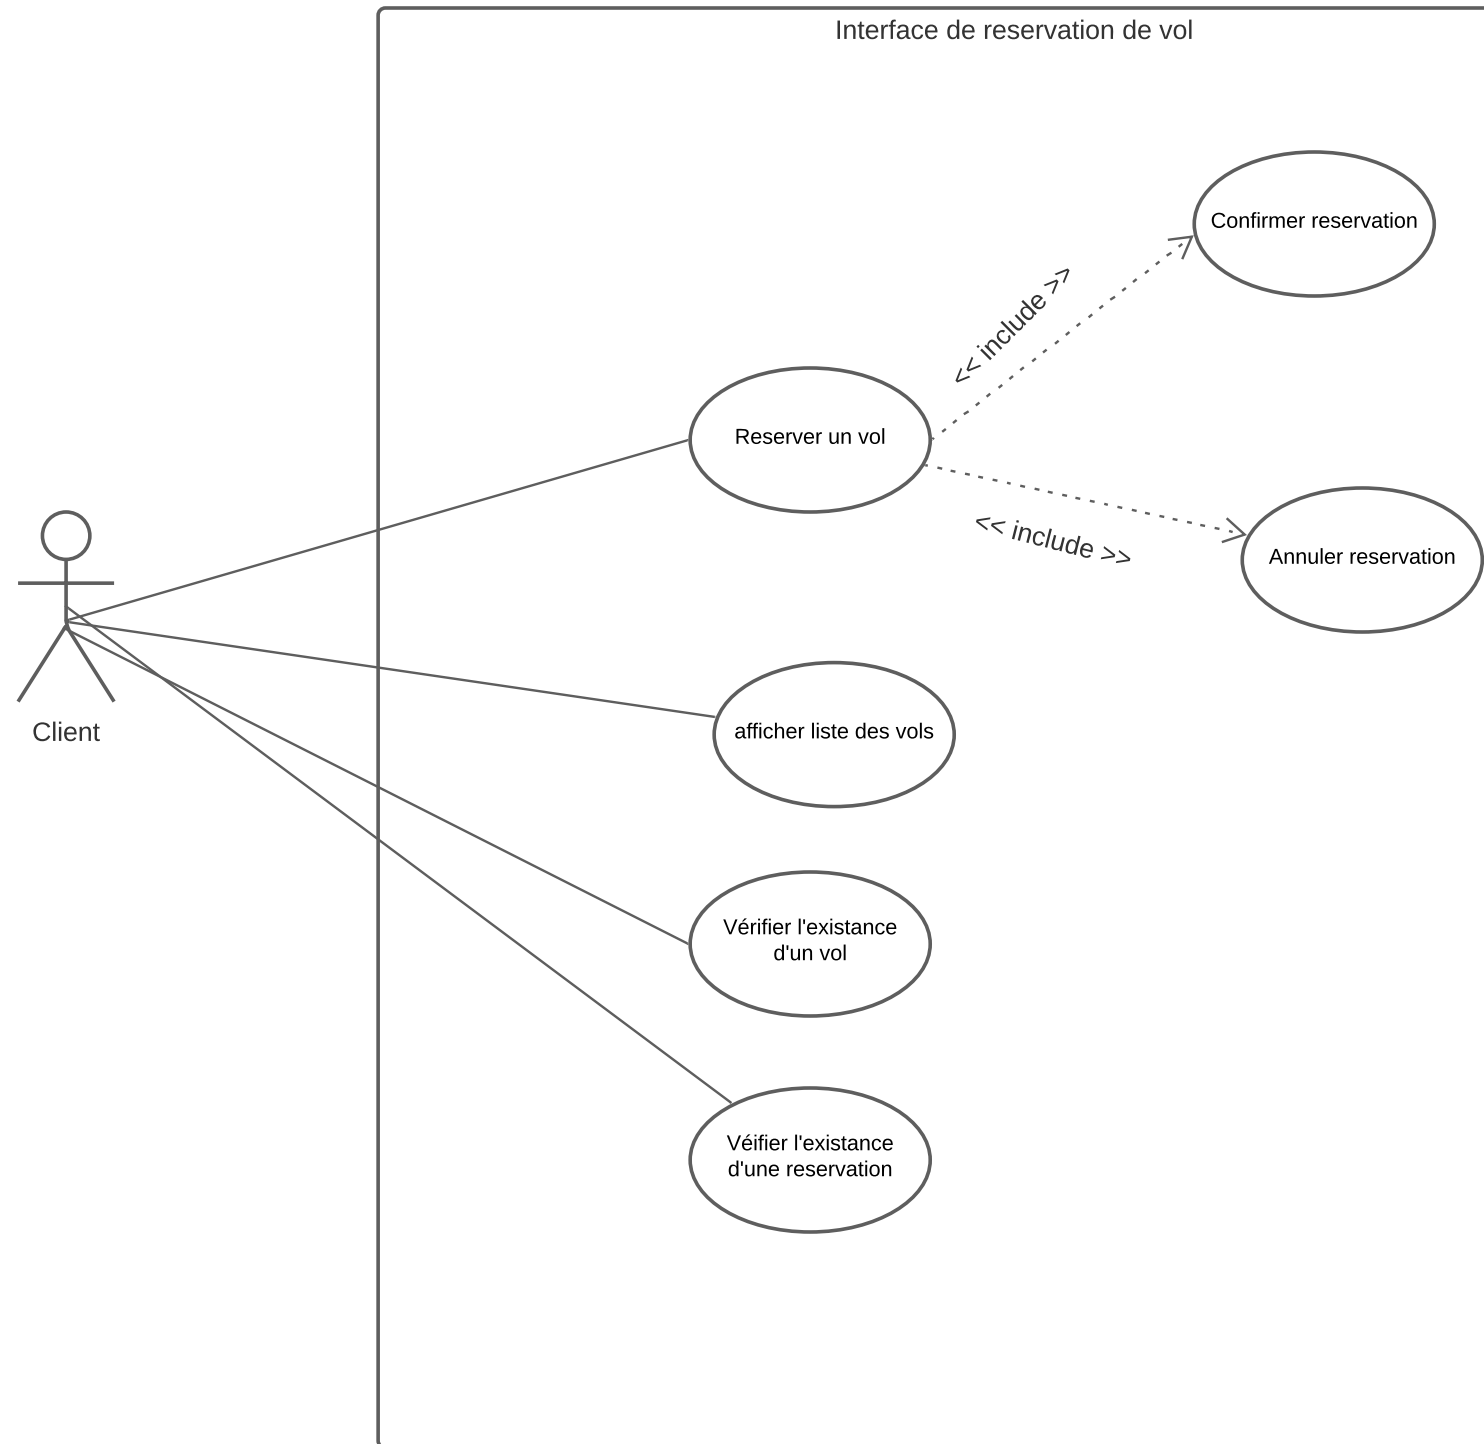 Interface de reservation de vol
Confirmer reservation
<< include >>
Reserver un vol
<< include >>
Annuler reservation
Client
afficher liste des vols
Vérifier l'existance
d'un vol
Véifier l'existance
d'une reservation